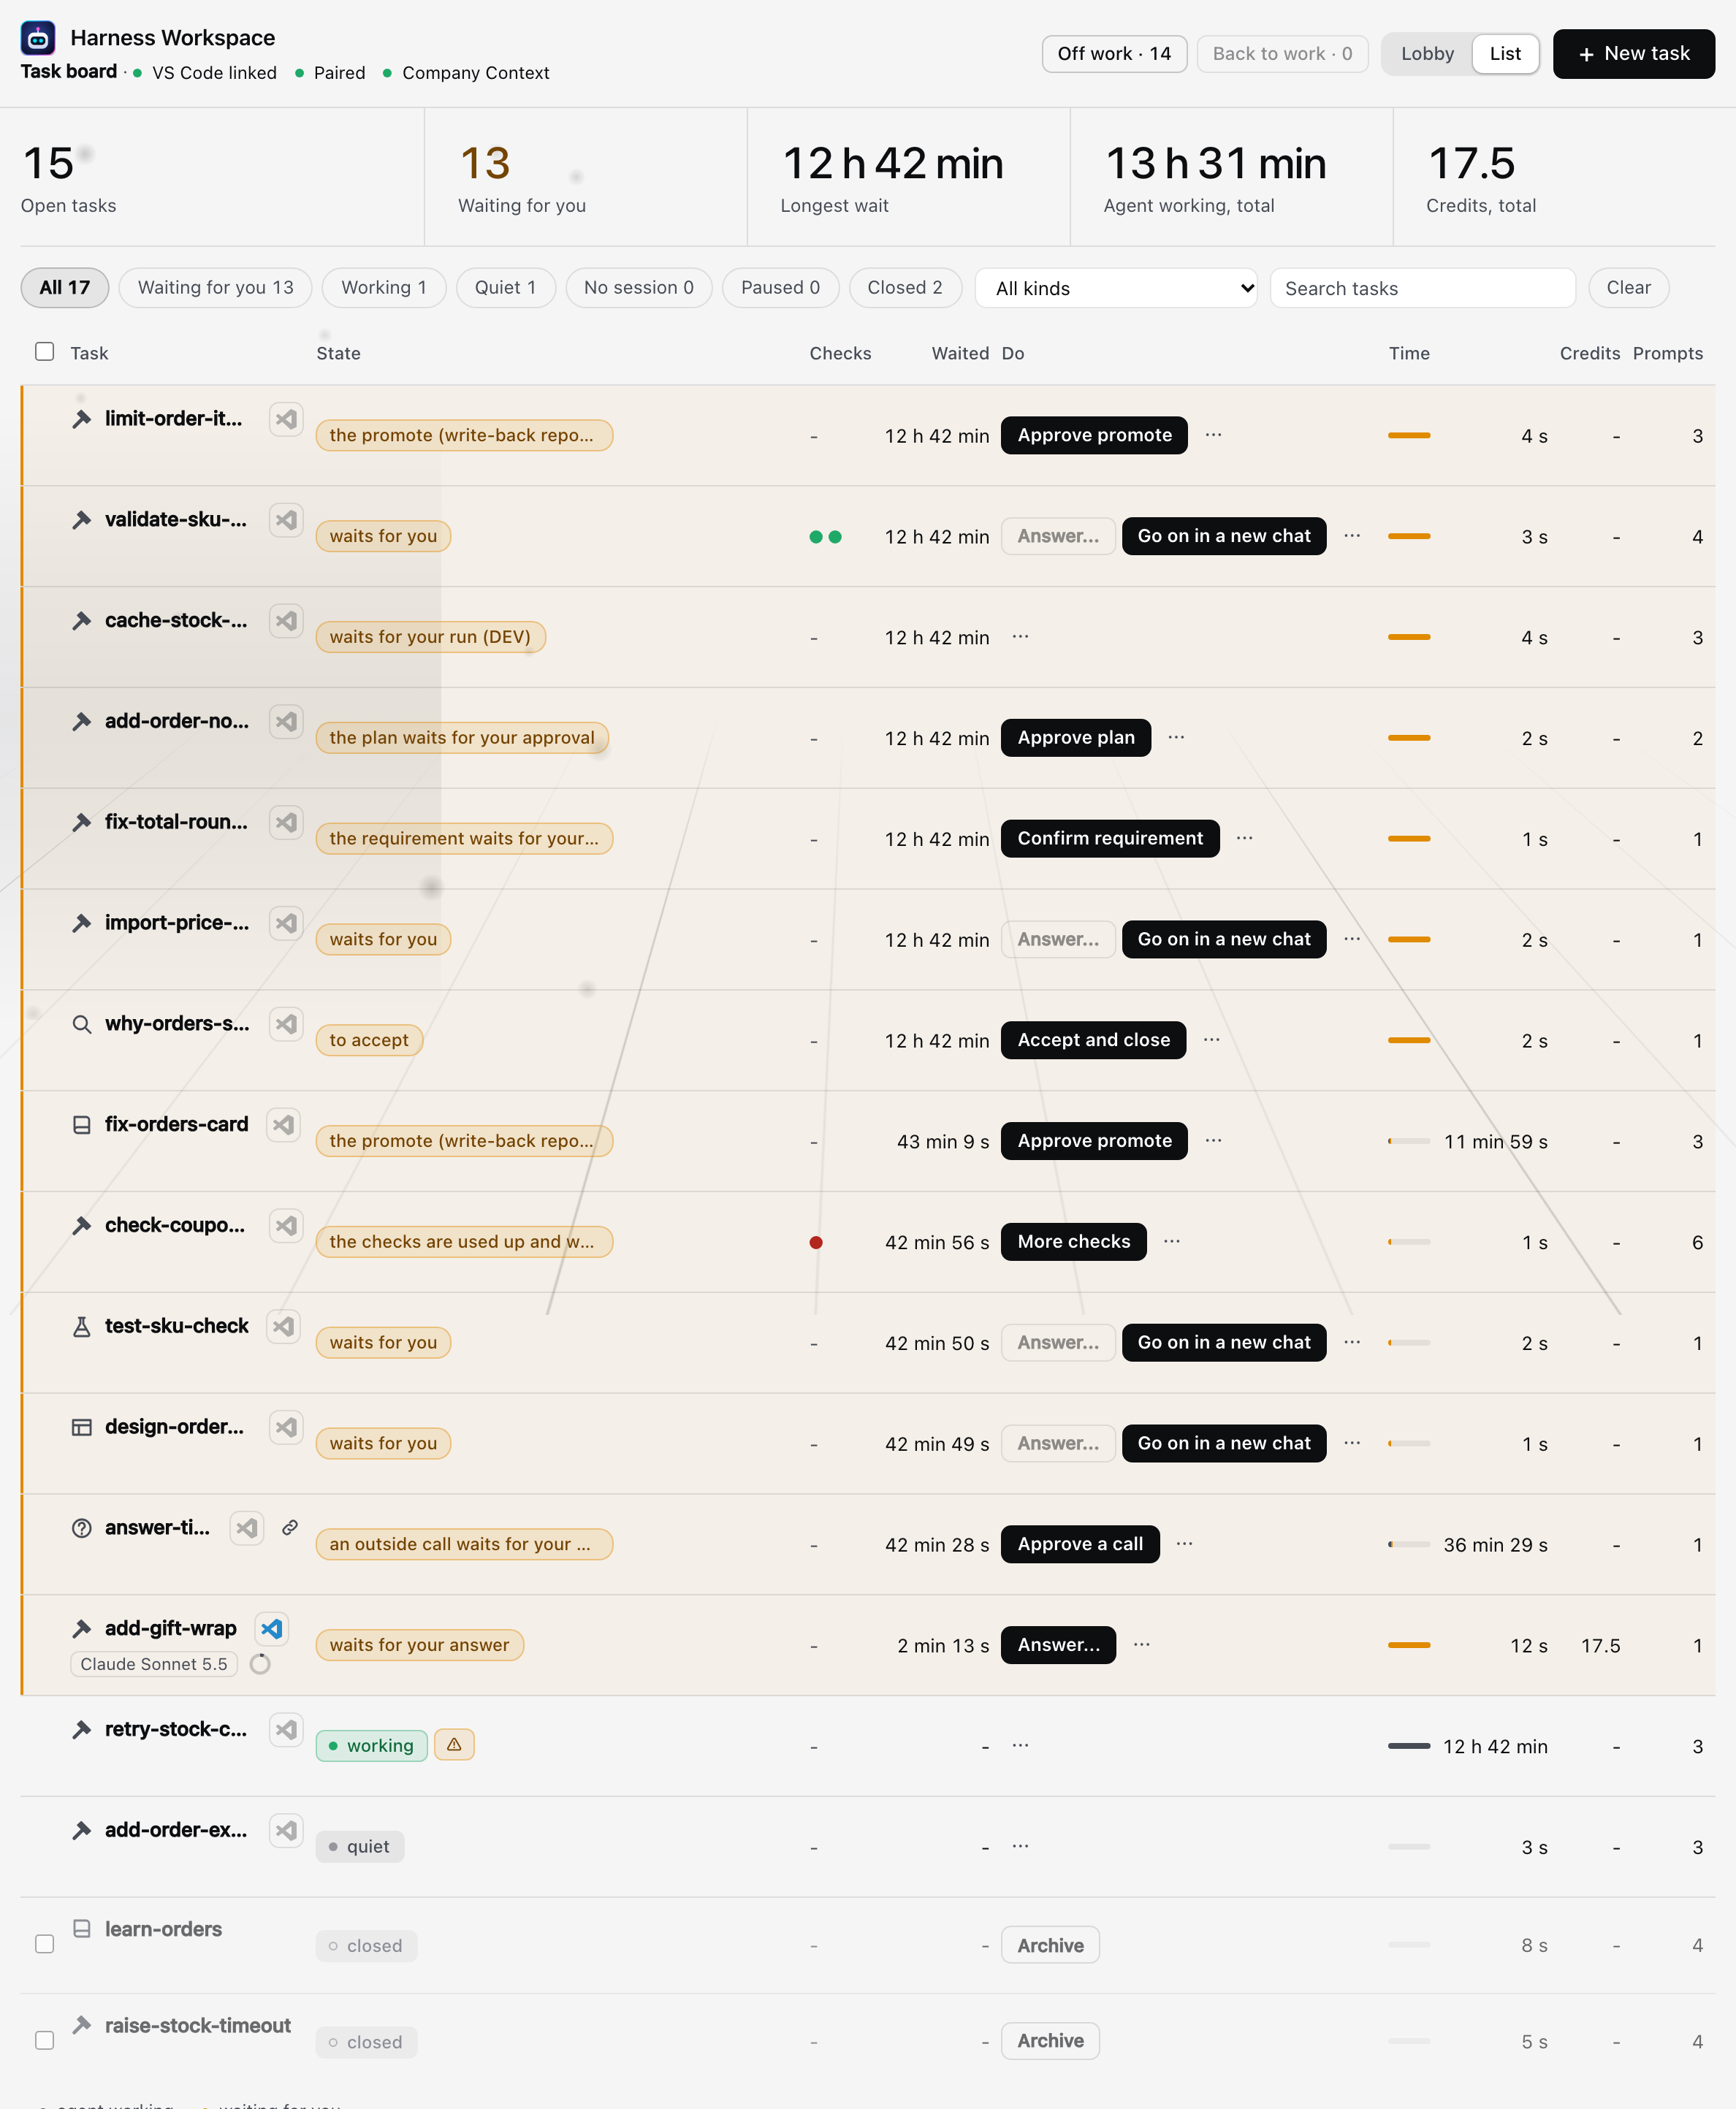 Harness Workspace
Task board · VS Code linked Paired Company Context
Off work · 14 Back to work · 0 Lobby List + New task
15 13 12 h 42 min 13 h 31 min 17.5
Open tasks Waiting for you Longest wait Agent working, total Credits, total
All 17 Waiting for you 13 Working 1 Quiet 1 No session 0 Paused 0 Closed 2 All kinds Search tasks Clear
Task State Checks Waited Do Time Credits Prompts
limit-order-it... the promote (write-back repo... - 12 h 42 min Approve promote ... 4 s - 3
validate-sku-... waits for you 12 h 42 min Answer... Go on in a new chat ... 3 s - 4
cache-stock-... waits for your run (DEV) - 12 h 42 min ... 4 s - 3
add-order-no... the plan waits for your approval - 12 h 42 min Approve plan ... 2 s - 2
fix-total-roun... the requirement waits for your... - 12 h 42 min Confirm requirement ... 1 s - 1
import-price-... waits for you - 12 h 42 min Answer... Go on in a new chat ... 2 s - 1
why-orders-s... to accept - 12 h 42 min Accept and close ... 2 s - 1
fix-orders-card the promote (write-back repo... - 43 min 9 s Approve promote ... 11 min 59 s - 3
check-coupo... the checks are used up and w... 42 min 56 s More checks ... 1 s - 6
test-sku-check waits for you - 42 min 50 s Answer... Go on in a new chat ... 2 s - 1
design-order... waits for you - 42 min 49 s Answer... Go on in a new chat ... 1 s - 1
answer-ti... an outside call waits for your ... - 42 min 28 s Approve a call ... 36 min 29 s - 1
add-gift-wrap waits for your answer - 2 min 13 s Answer... ... 12 s 17.5 1
Claude Sonnet 5.5
retry-stock-c... working - - ... 12 h 42 min - 3
add-order-ex... quiet - - ... 3 s - 3
learn-orders closed - - Archive 8 s - 4
raise-stock-timeout closed - - Archive 5 s - 4